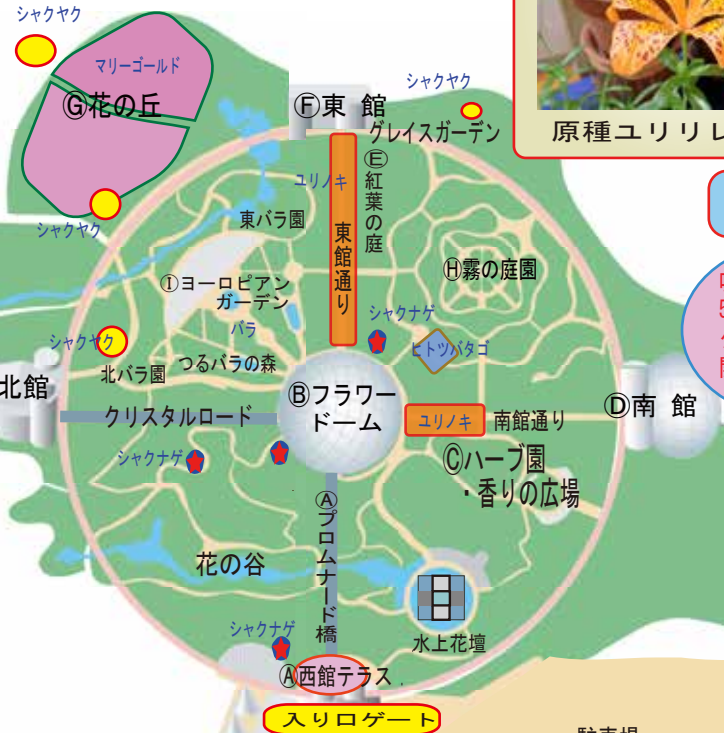 シャクヤク
マリーゴールド
Ⓖ花の丘
シャクヤク
Ⓕ東 館
シャクヤク
グレイスガーデン
原種ユリリ
シャクヤク
ユリノキ
Ⓔ紅葉の庭
東館通り
東バラ園
Ⓘヨーロピアン
ガーデン
バラ
Ⓗ霧の庭園
シャクナゲ
ヒトツバタゴ
シャクヤク
北バラ園
つるバラの森
北館
クリスタルロード
Ⓑフラワー
ドーム
ユリノキ
南館通り
Ⓓ南 館
シャクナゲ
Ⓒハーブ園
・香りの広場
Ⓐプロムナード橋
花の谷
水上花壇
シャクナゲ
Ⓐ西館テラス
入り口ゲート